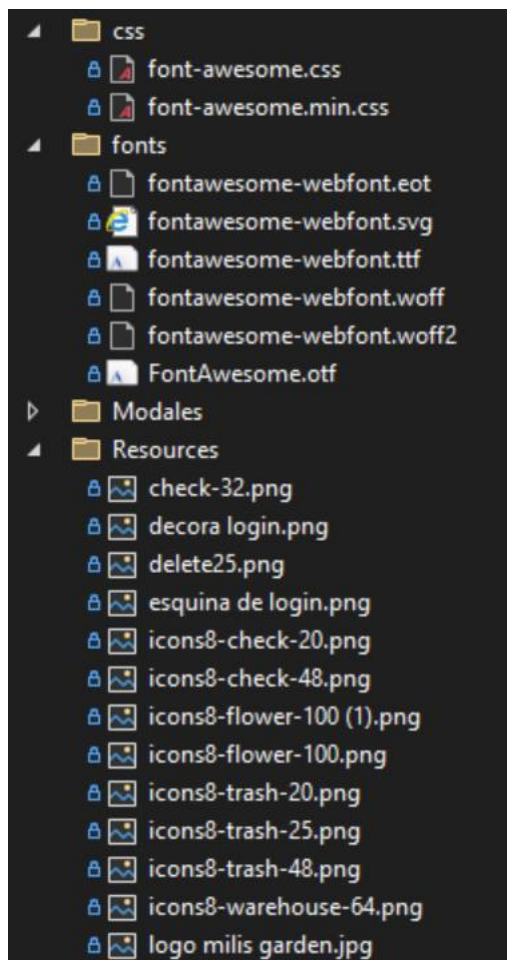 css
font-awesome.css
font-awesome.min.css
fonts
fontawesome-webfont.eot
fontawesome-webfont.svg
fontawesome-webfont.ttf
fontawesome-webfont.woff
fontawesome-webfont.woff2
FontAwesome.otf
Modales
Resources
check-32.png
decora login.png
delete25.png
esquina de login.png
icons8-check-20.png
icons8-check-48.png
icons8-flower-100 (1).png
icons8-flower-100.png
icons8-trash-20.png
icons8-trash-25.png
icons8-trash-48.png
icons8-warehouse-64.png
logo milis garden.jpg